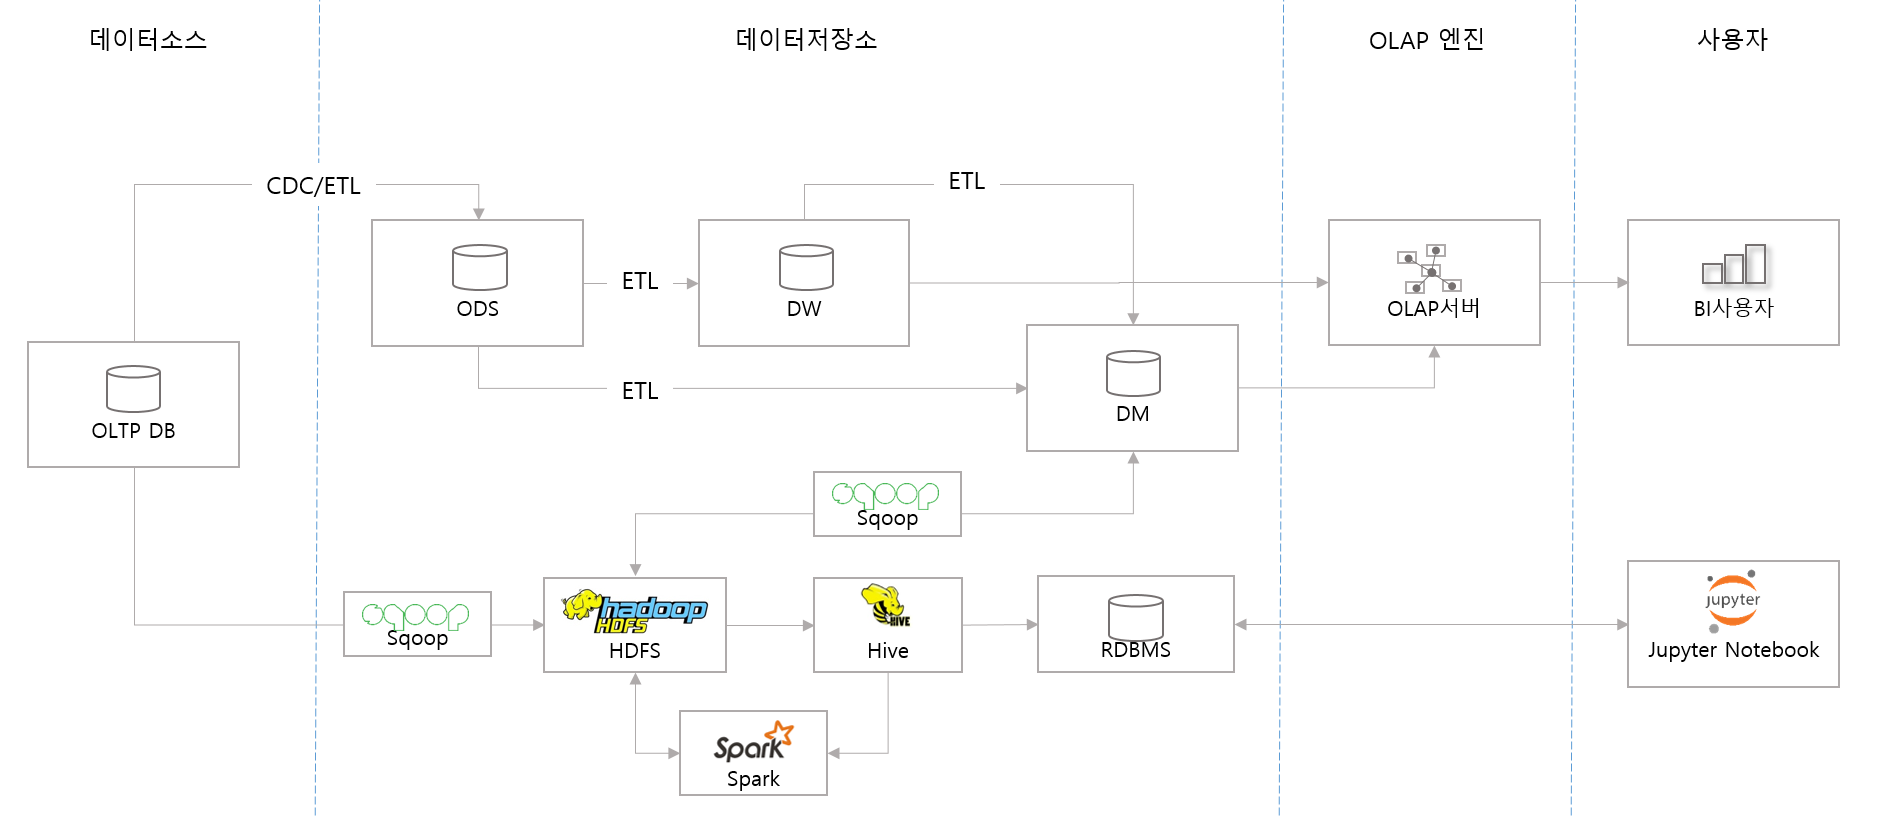 데이터소스
데이터저장소
OLAP 엔진
사용자
CDC/ETL
ETL
ODS
ETL
DW
OLAP서버
BI사용자
ETL
DM
OLTP DB
sqoop
Sqoop
sqoop
Sqoop
hadoop
HDFS
HDFS
HIVE
Hive
RDBMS
jupyter
Jupyter Notebook
Spark
Spark